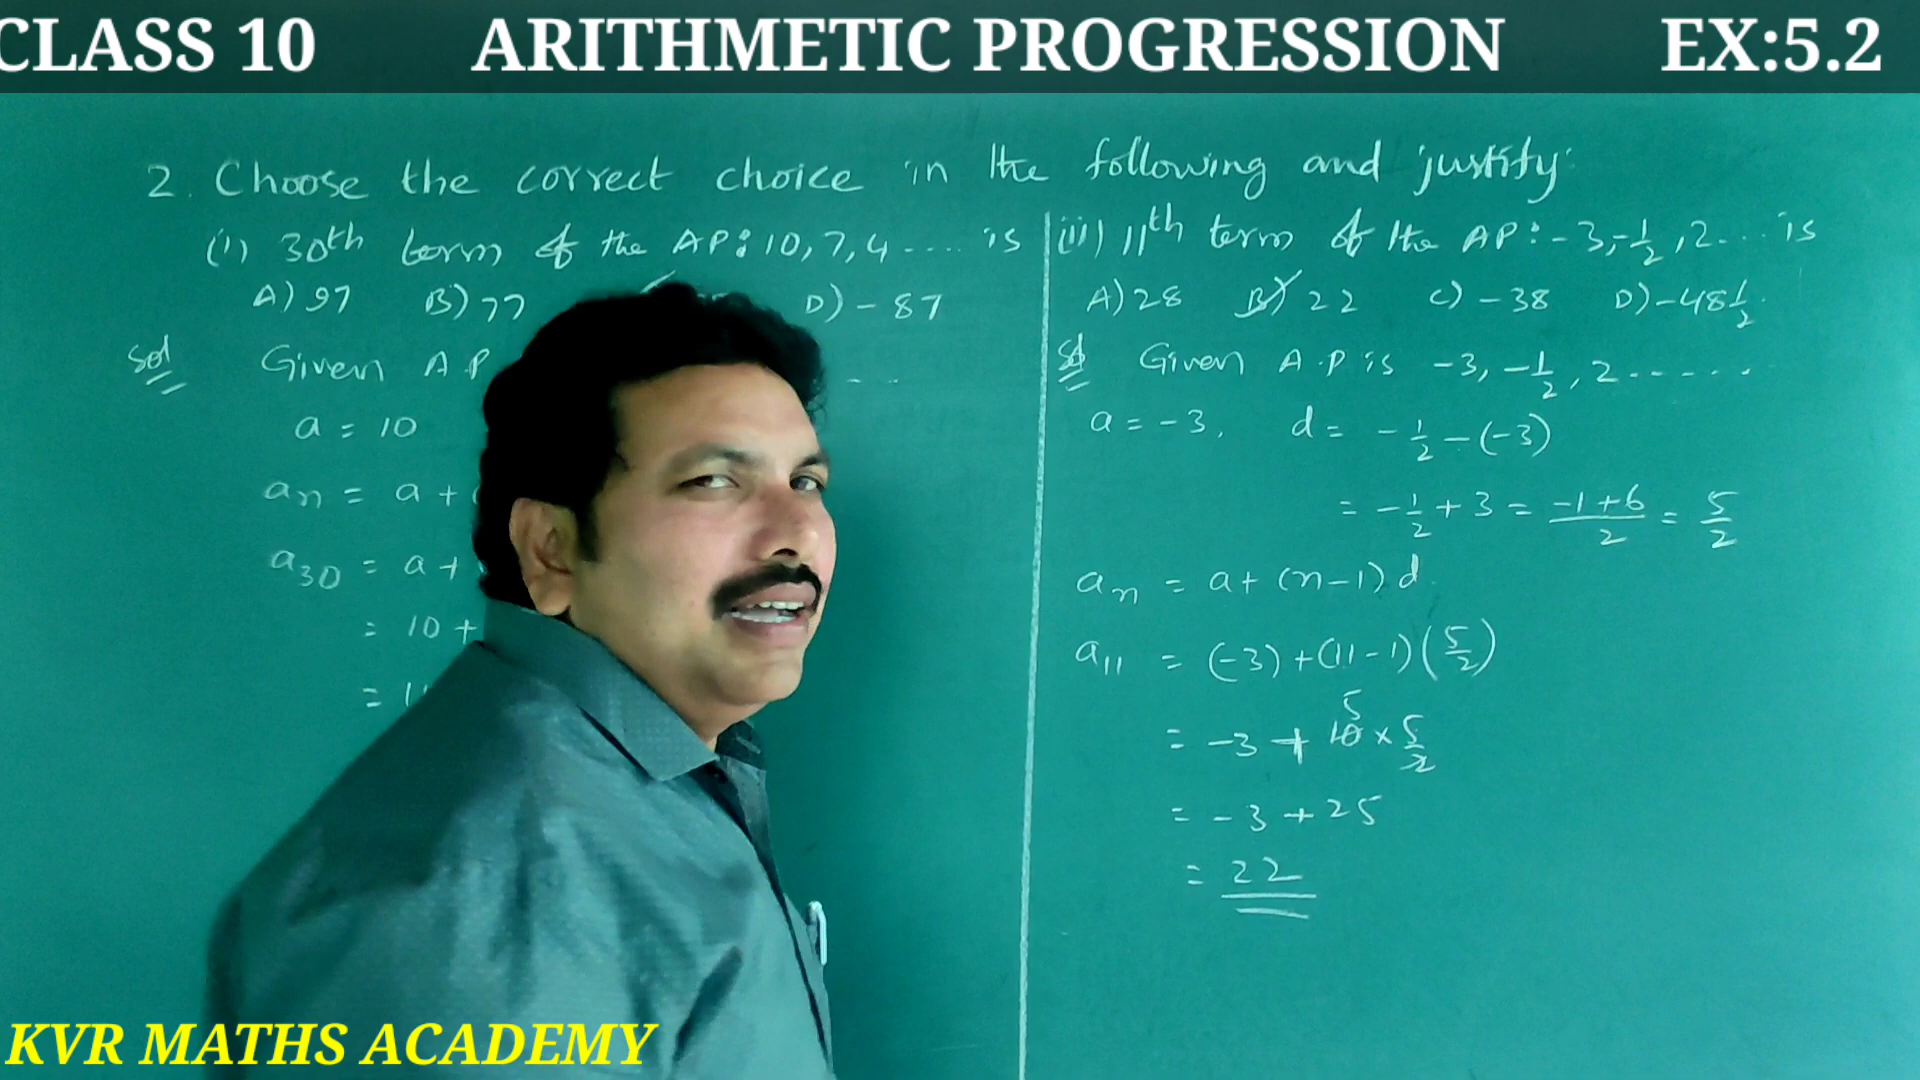 CLASS 10 ARITHMETIC PROGRESSION EX:5.2
2. Choose the correct choice in the following and justify:
(i) 30th term of the AP: 10, 7, 4 .... is
A) 97 B) 77 D) -87
Sol Given A.P ...
a = 10
an = a +
a30 = a +
= 10 +
=
(ii) 11th term of the AP: -3, -1/2, 2... is
A) 28 B) 22 C) -38 D) -48 1/2.
Sol Given A.P is -3, -1/2, 2......
a = -3, d = -1/2 - (-3)
= -1/2 + 3 = (-1+6)/2 = 5/2
an = a + (n-1) d.
a11 = (-3) + (11-1) (5/2)
= -3 + 10 × 5/2
5
= -3 + 25
= 22
KVR MATHS ACADEMY